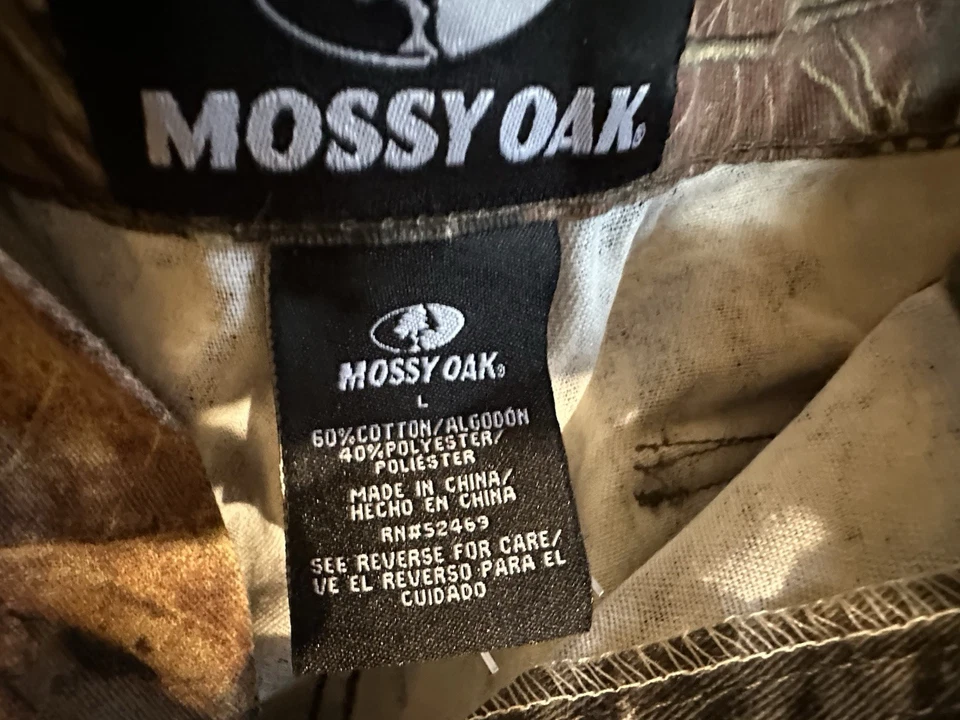 MOSSY OAK®
MOSSY OAK®
L
60%COTTON/ALGODÓN
40%POLYESTER/
POLIÉSTER
MADE IN CHINA/
HECHO EN CHINA
RN#52469
SEE REVERSE FOR CARE/
VE EL REVERSO PARA EL
CUIDADO